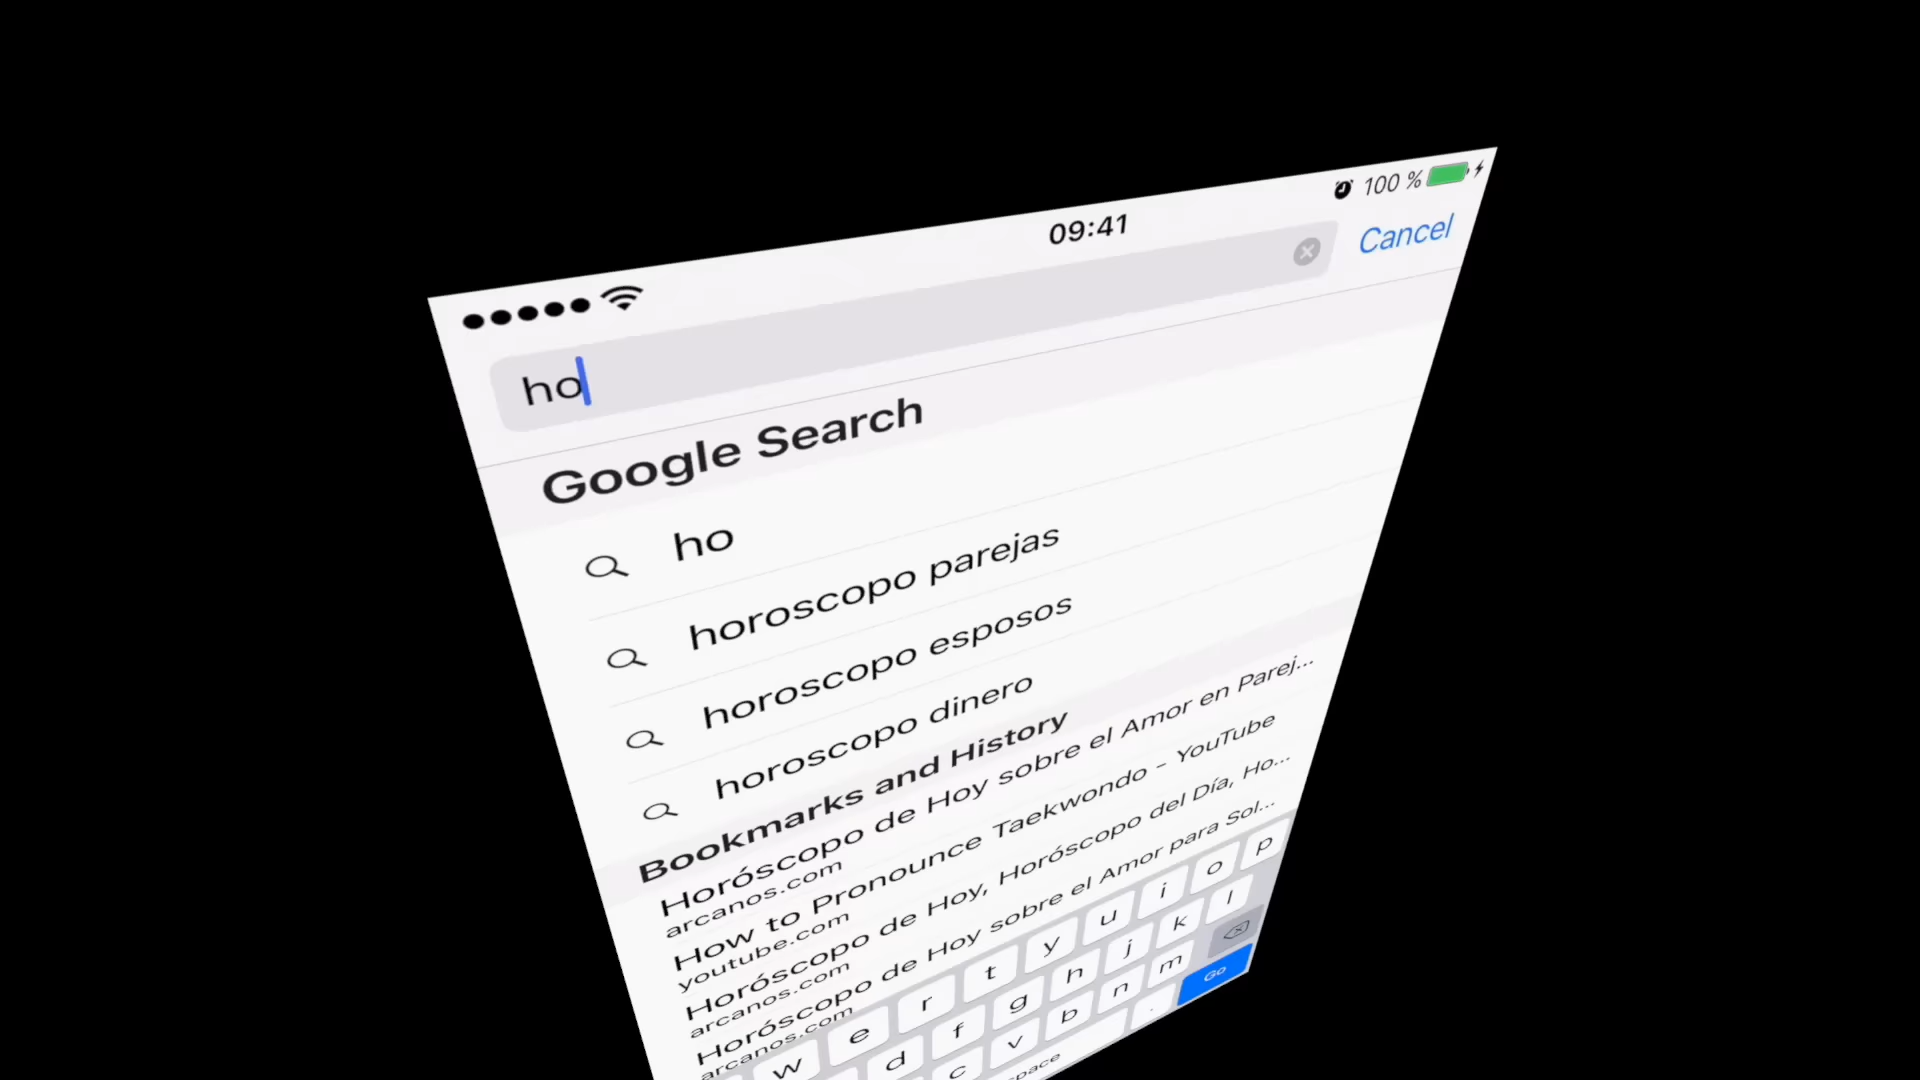 09:41
100 %
ho
Cancel
Google Search
ho
horoscopo parejas
horoscopo esposos
horoscopo dinero
Bookmarks and History
Horóscopo de Hoy sobre el Amor en Parej...
arcanos.com
How to Pronounce Taekwondo - YouTube
youtube.com
Horóscopo de Hoy, Horóscopo del Día, Ho...
arcanos.com
Horóscopo de Hoy sobre el Amor para Sol...
arcanos.com
w e r t y u i o p
d f g h j k l
c v b n m
space . Go